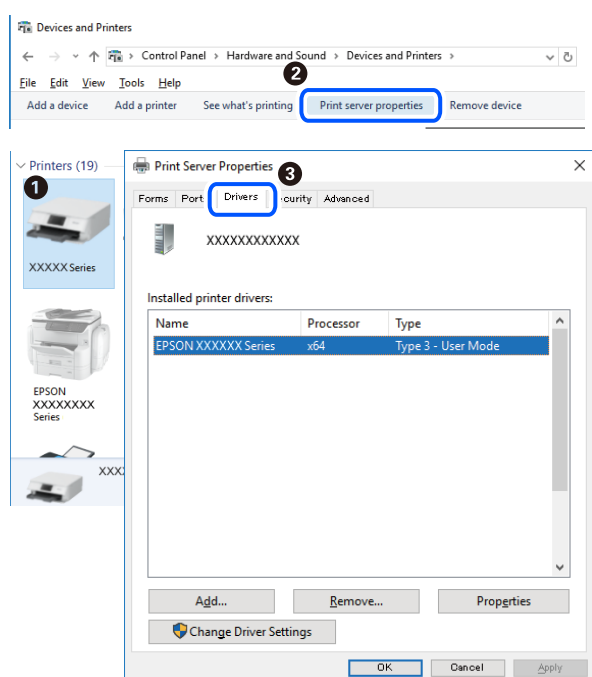 Devices and Printers
Control Panel > Hardware and Sound > Devices and Printers >
2
File Edit View Tools Help
Add a device Add a printer See what's printing Print server properties Remove device
Printers (19)
1
XXXXX Series
EPSON
XXXXXXXX
Series
XXX
Print Server Properties
3
Forms Port Drivers curity Advanced
XXXXXXXXXXXX
Installed printer drivers:
Name Processor Type
EPSON XXXXXX Series x64 Type 3 - User Mode
Add... Remove... Properties
Change Driver Settings
OK Cancel Apply